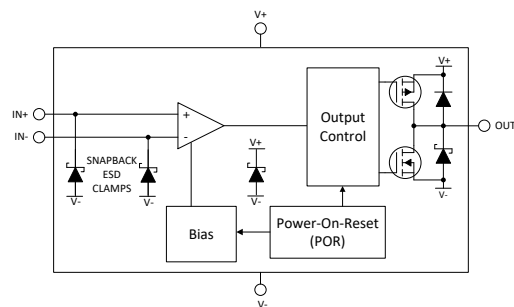 V+
V+
IN+
+
Output
Control
OUT
IN-
-
SNAPBACK
ESD
CLAMPS
V+
V-
V-
V-
V-
Bias
Power-On-Reset
(POR)
V-